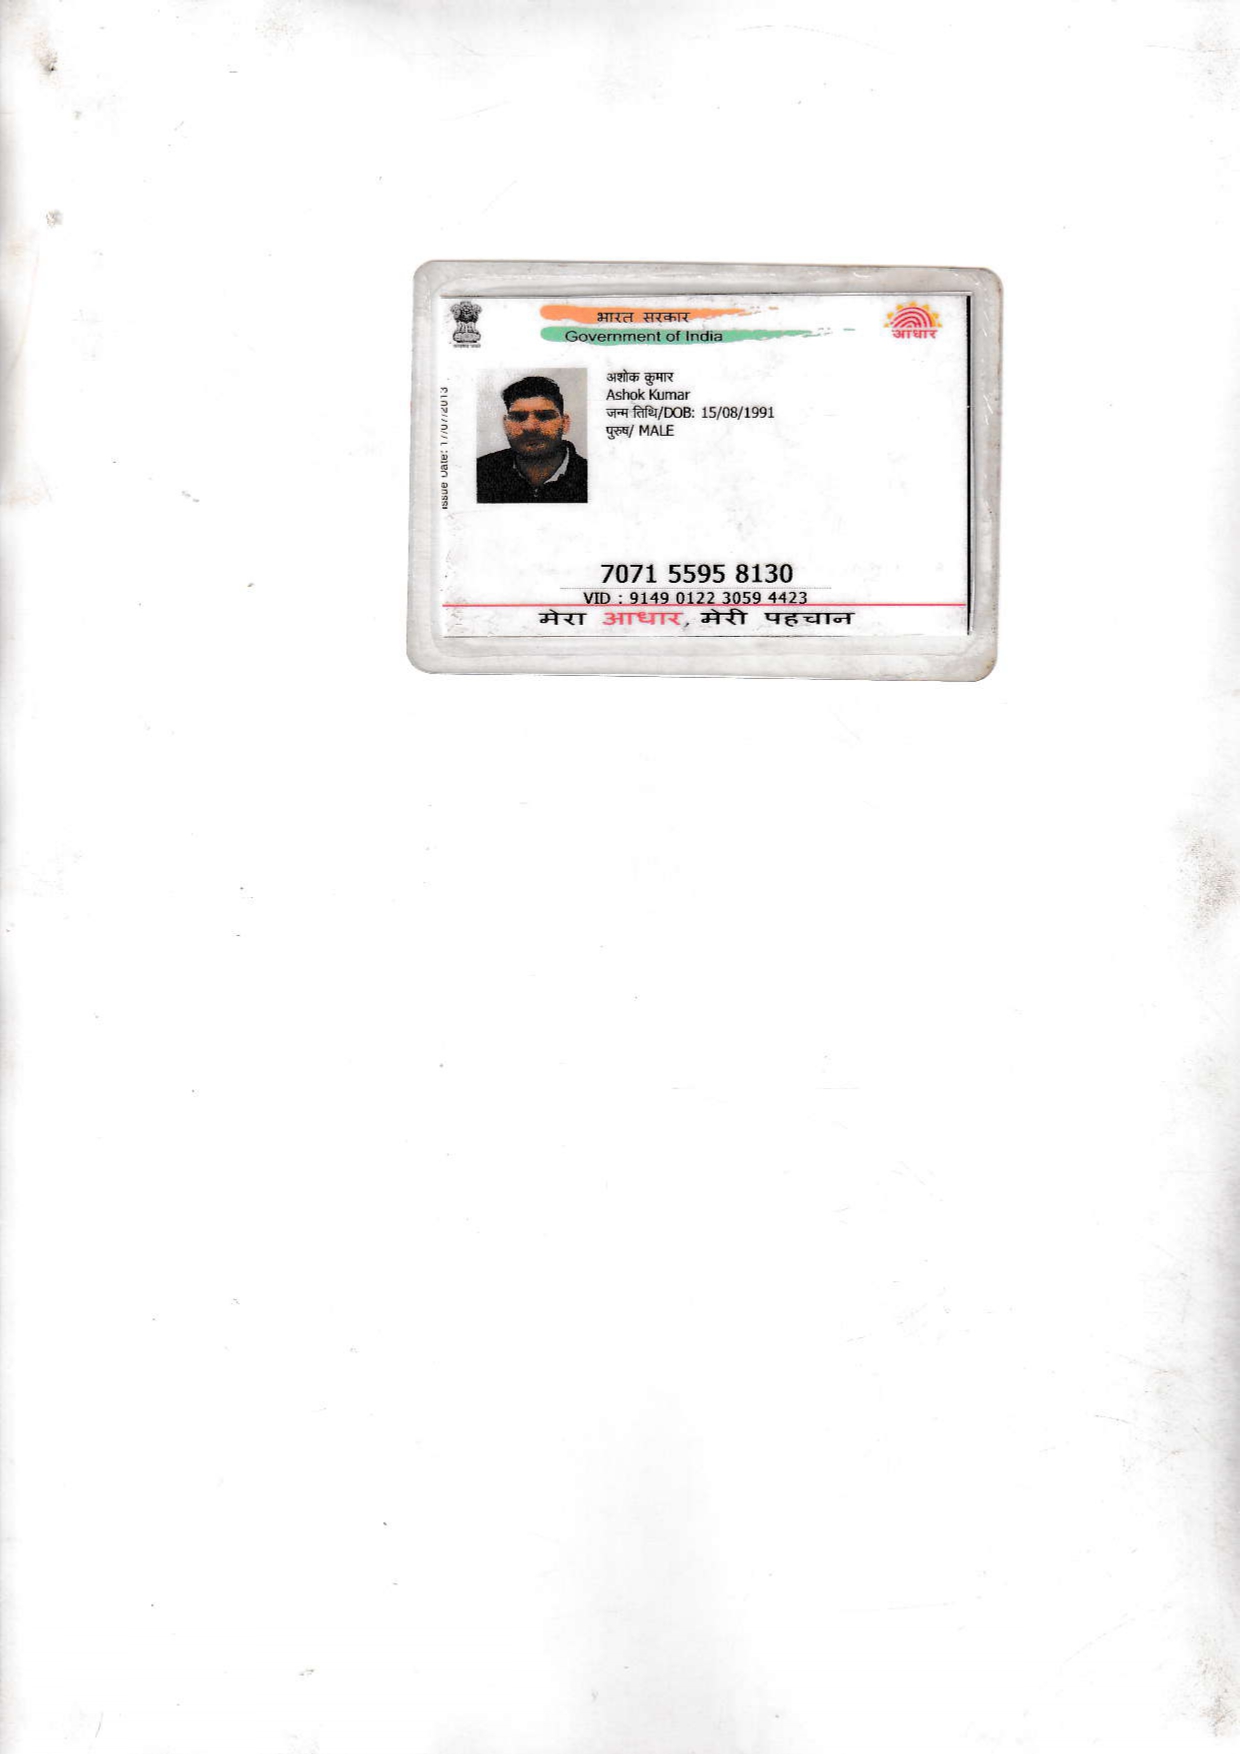 भारत सरकार
Government of India
आधार
Issue Date: 17/07/2013
अशोक कुमार
Ashok Kumar
जन्म तिथि/DOB: 15/08/1991
पुरुष/ MALE
7071 5595 8130
VID : 9149 0122 3059 4423
मेरा आधार, मेरी पहचान